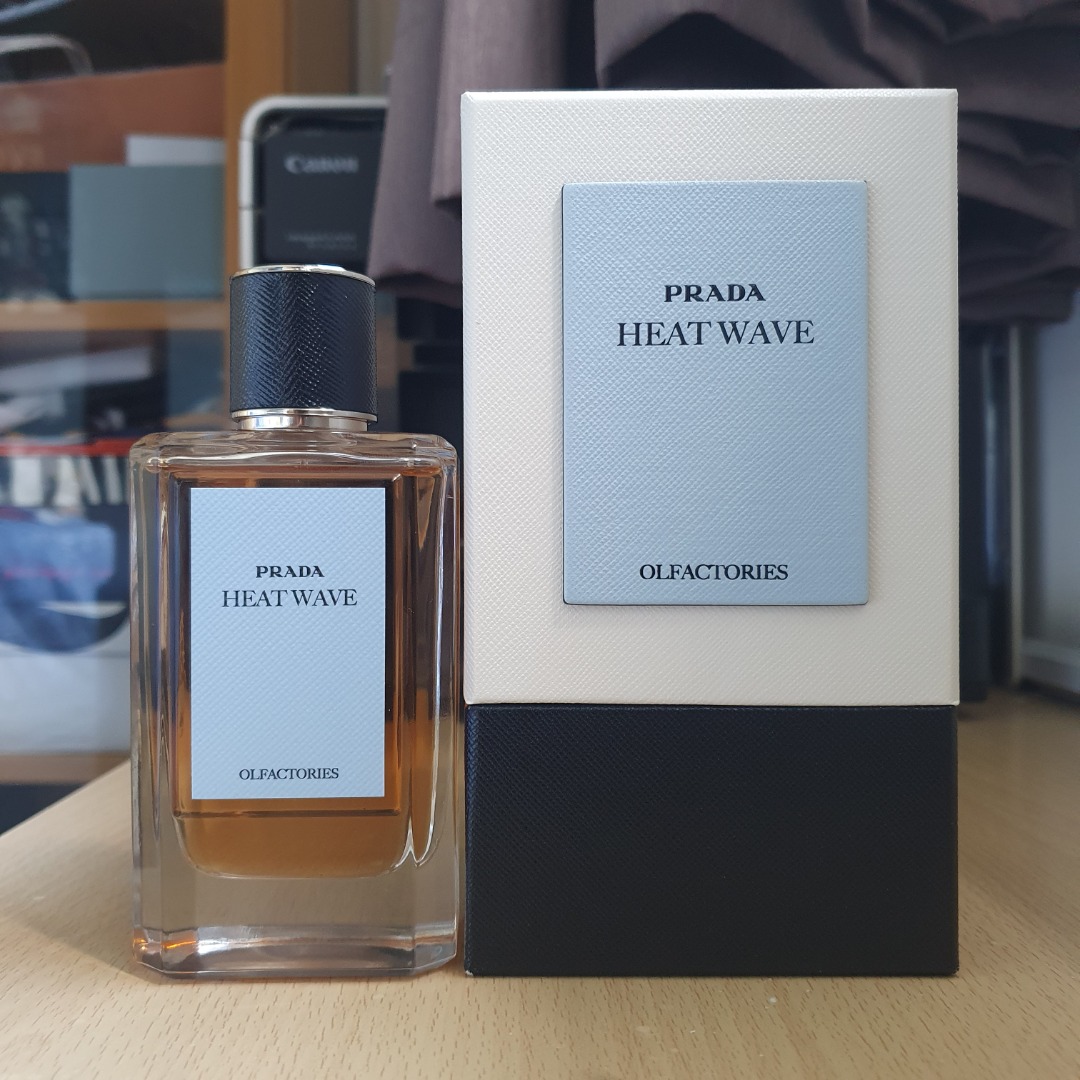 Canon
PRADA
HEAT WAVE
OLFACTORIES
PRADA
HEAT WAVE
OLFACTORIES